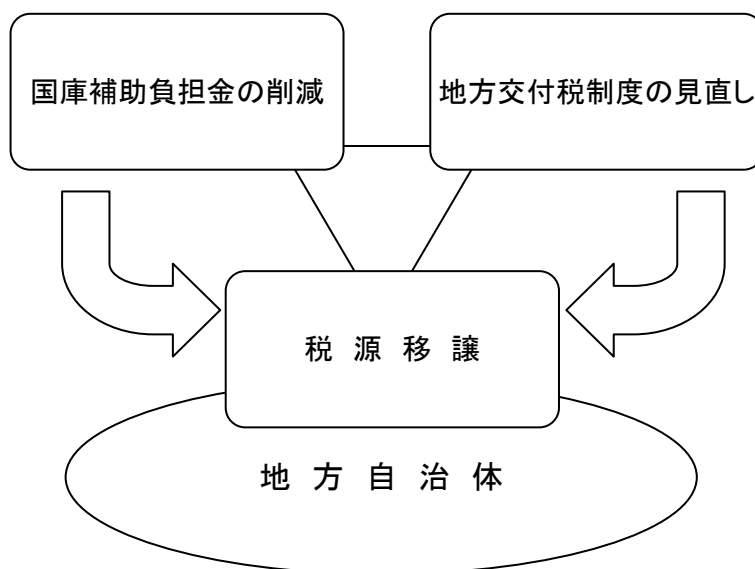 国庫補助負担金の削減
地方交付税制度の見直し
税源移譲
地方自治体